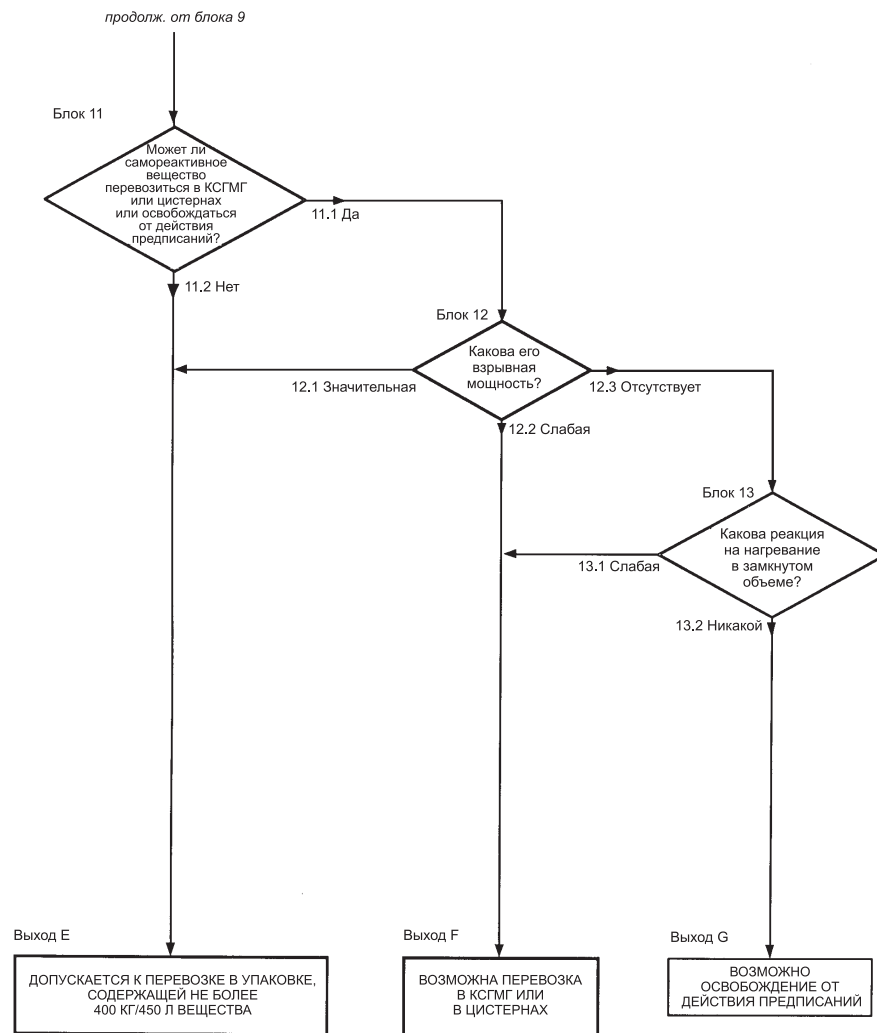 продолж. от блока 9
Блок 11
Может ли
самореактивное
вещество
перевозиться в КСГМГ
или цистернах
или освобождаться
от действия
предписаний?
11.1 Да
11.2 Нет
Блок 12
Какова его
взрывная
мощность?
12.1 Значительная
12.3 Отсутствует
12.2 Слабая
Блок 13
Какова реакция
на нагревание
в замкнутом
объеме?
13.1 Слабая
13.2 Никакой
Выход E
ДОПУСКАЕТСЯ К ПЕРЕВОЗКЕ В УПАКОВКЕ,
СОДЕРЖАЩЕЙ НЕ БОЛЕЕ
400 КГ/450 Л ВЕЩЕСТВА
Выход F
ВОЗМОЖНА ПЕРЕВОЗКА
В КСГМГ ИЛИ
В ЦИСТЕРНАХ
Выход G
ВОЗМОЖНО
ОСВОБОЖДЕНИЕ ОТ
ДЕЙСТВИЯ ПРЕДПИСАНИЙ